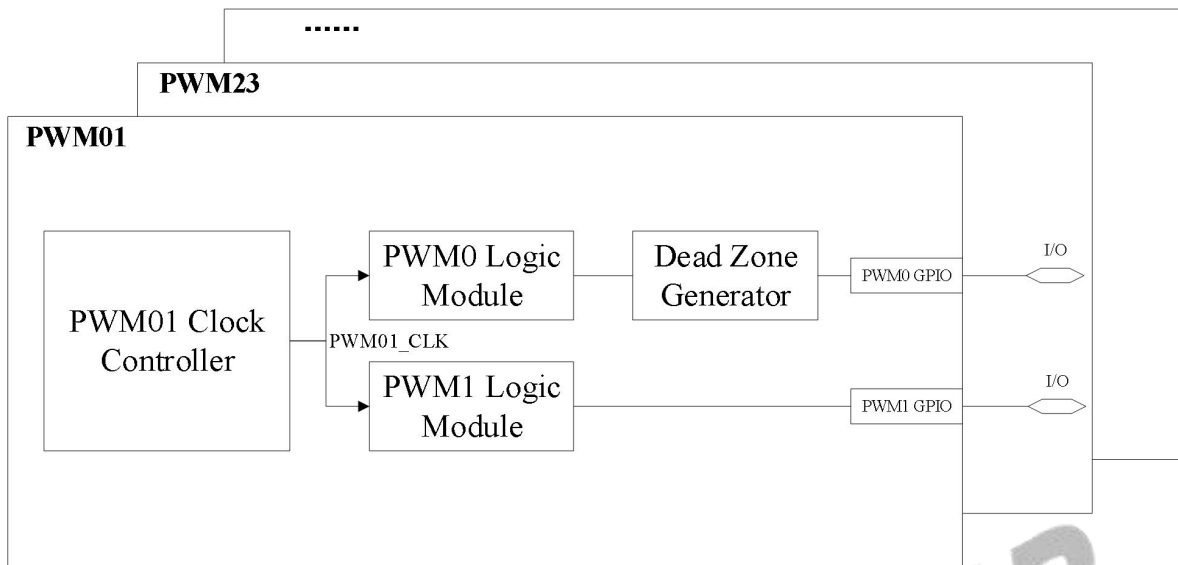 ......
PWM23
PWM01
PWM01 Clock
Controller
PWM01_CLK
PWM0 Logic
Module
Dead Zone
Generator
PWM0 GPIO
I/O
PWM1 Logic
Module
PWM1 GPIO
I/O